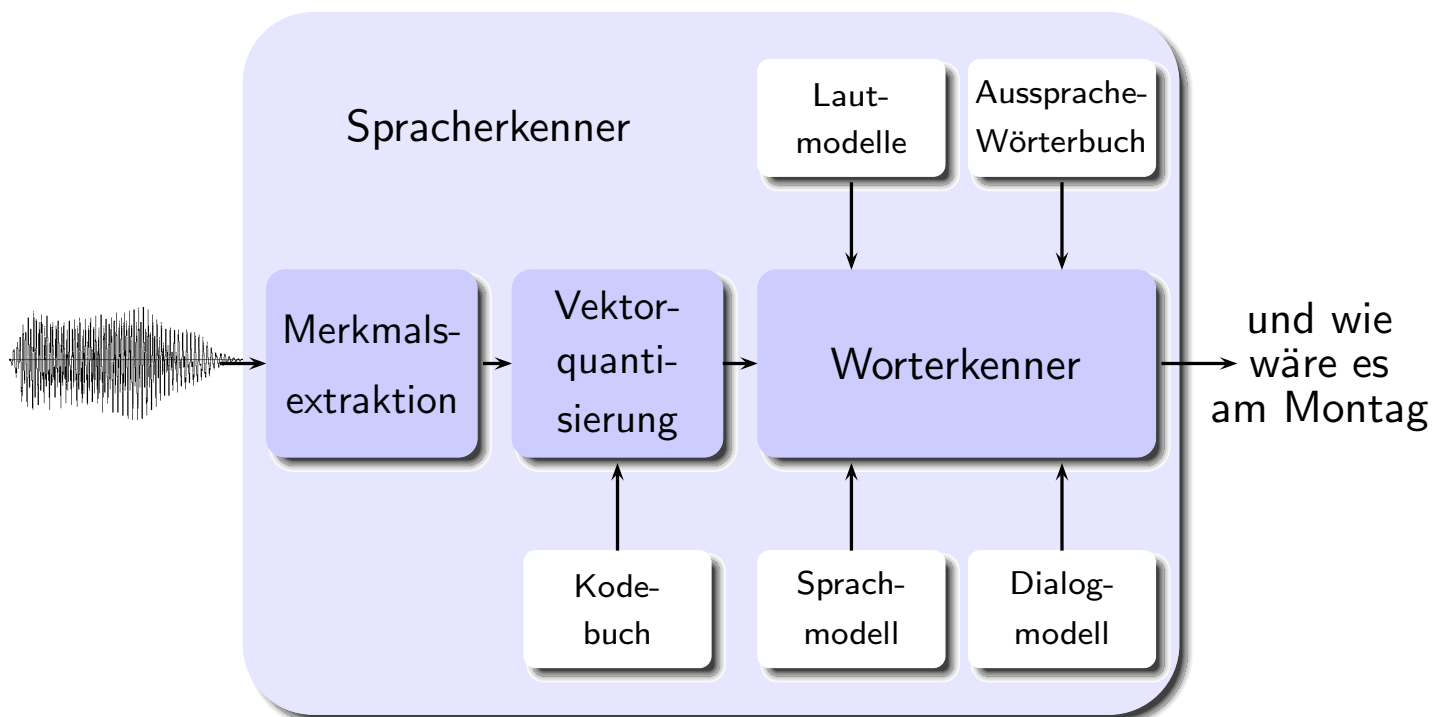 Spracherkenner
Laut-
modelle
Aussprache-
Wörterbuch
Merkmals-
extraktion
Vektor-
quanti-
sierung
Worterkenner
und wie
wäre es
am Montag
Kode-
buch
Sprach-
modell
Dialog-
modell